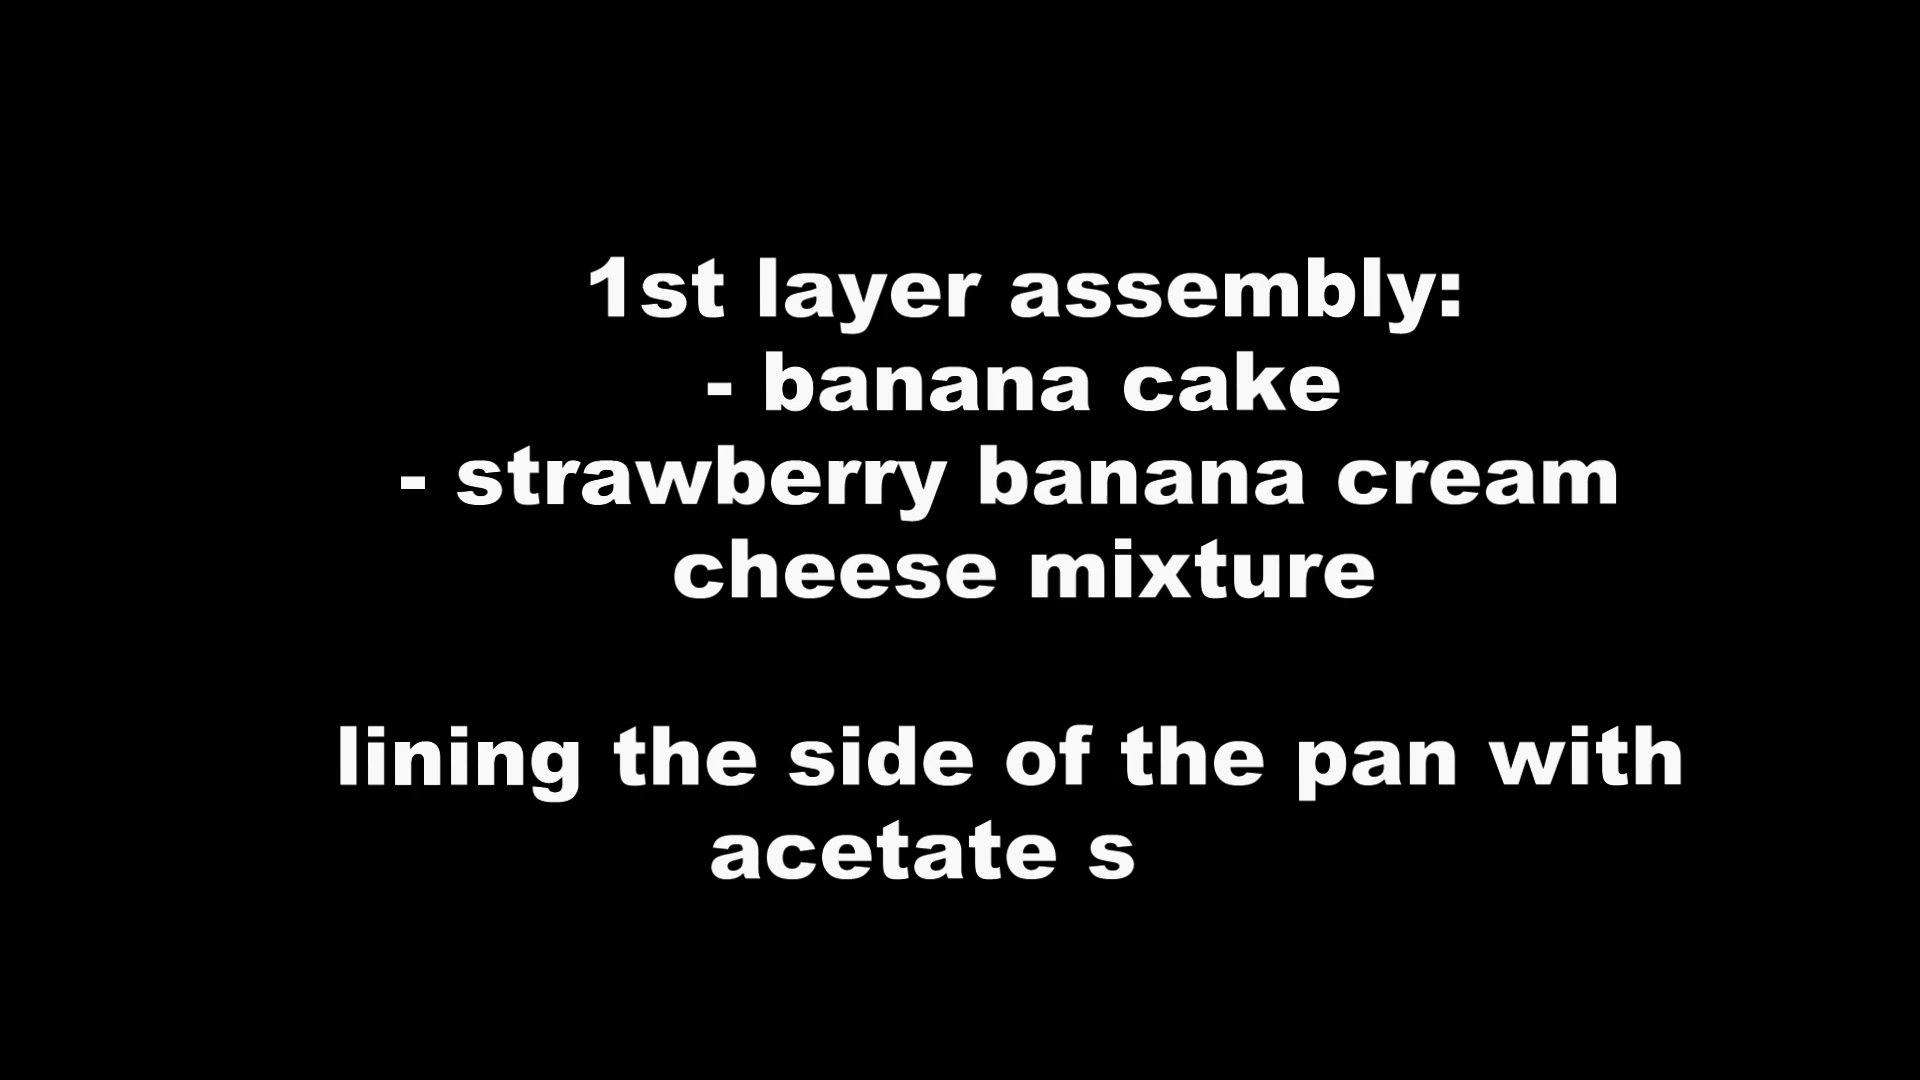 1st layer assembly:
- banana cake
- strawberry banana cream
cheese mixture
lining the side of the pan with
acetate s